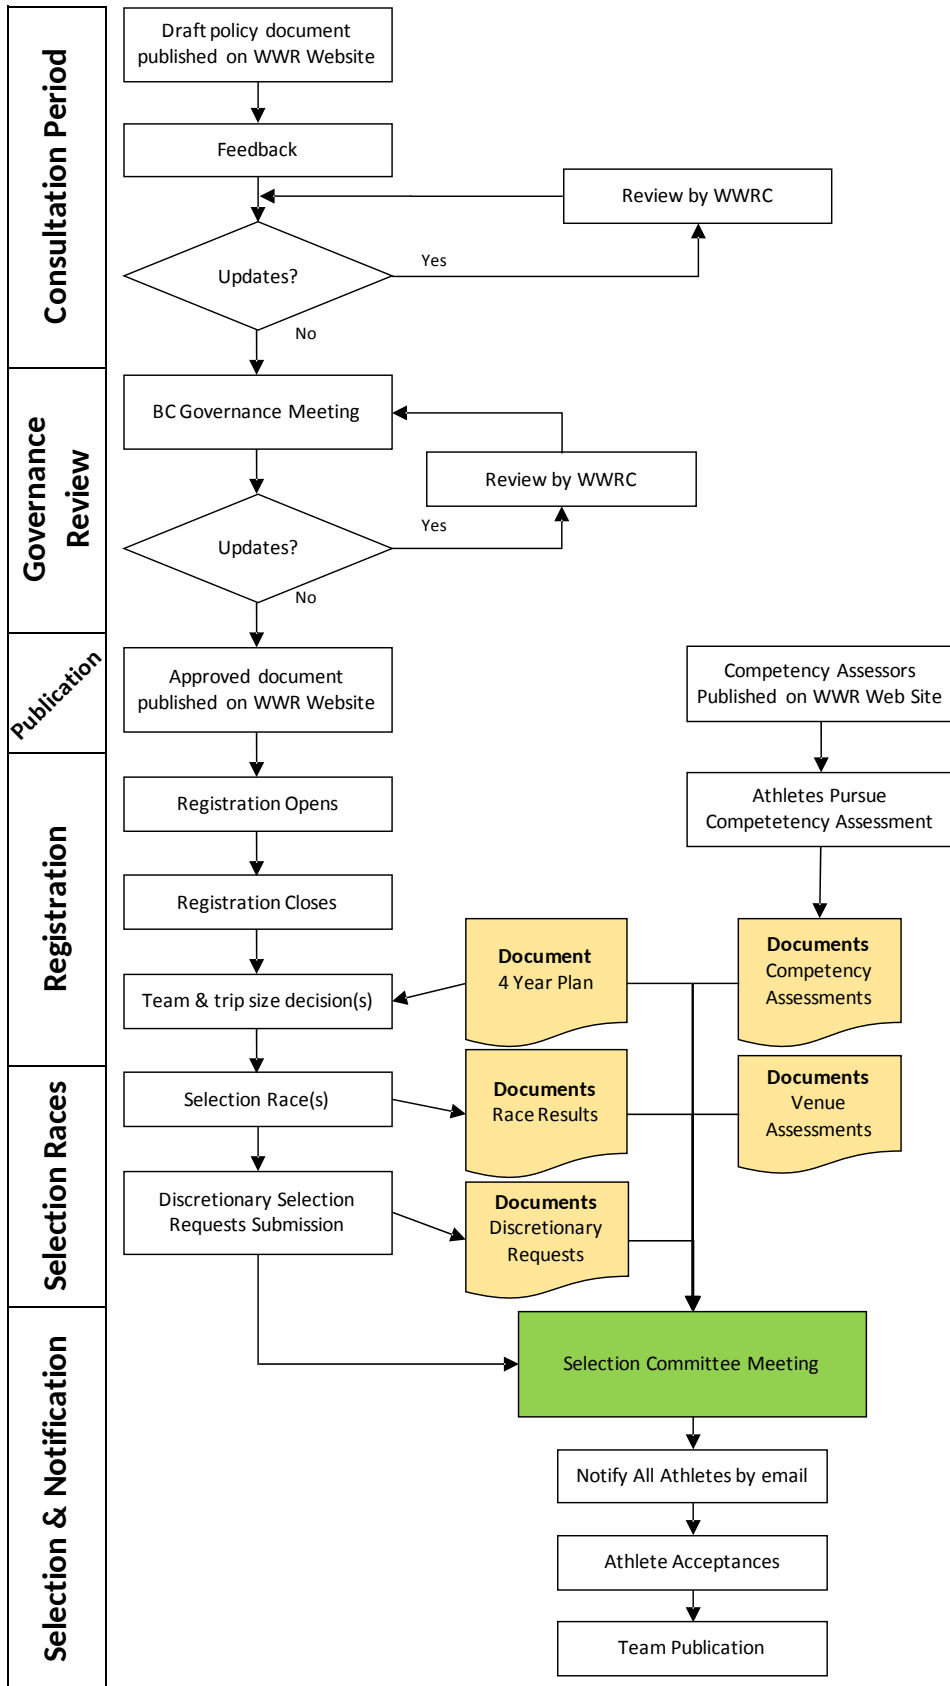 Consultation Period
Draft policy document
published on WWR Website
Feedback
Review by WWRC
Updates?
Yes
No
Governance
Review
BC Governance Meeting
Review by WWRC
Updates?
Yes
No
Publication
Approved document
published on WWR Website
Competency Assessors
Published on WWR Web Site
Registration
Registration Opens
Athletes Pursue
Competetency Assessment
Registration Closes
Team & trip size decision(s)
Document
4 Year Plan
Documents
Competency
Assessments
Selection Races
Selection Race(s)
Documents
Race Results
Documents
Venue
Assessments
Discretionary Selection
Requests Submission
Documents
Discretionary
Requests
Selection & Notification
Selection Committee Meeting
Notify All Athletes by email
Athlete Acceptances
Team Publication